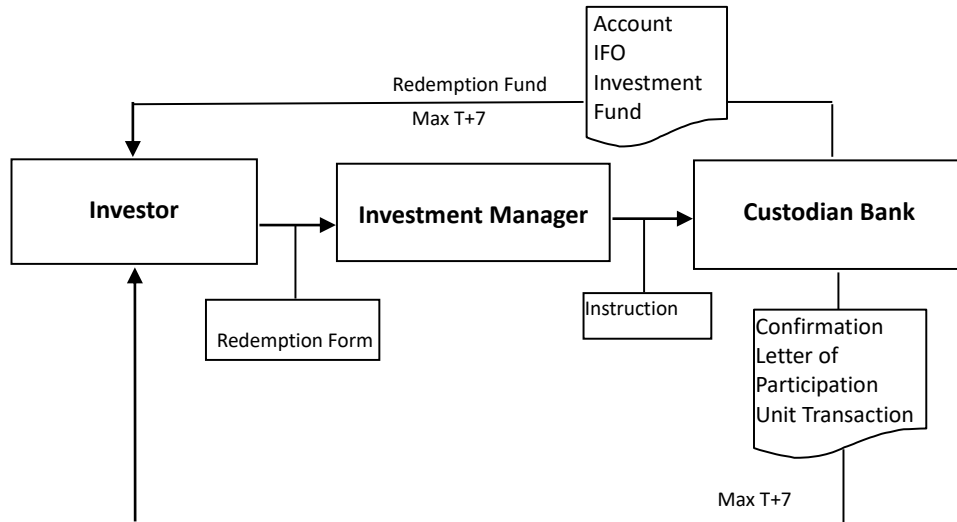 Account
IFO
Investment
Fund
Redemption Fund
Max T+7
Investor
Investment Manager
Custodian Bank
Redemption Form
Instruction
Confirmation
Letter of
Participation
Unit Transaction
Max T+7